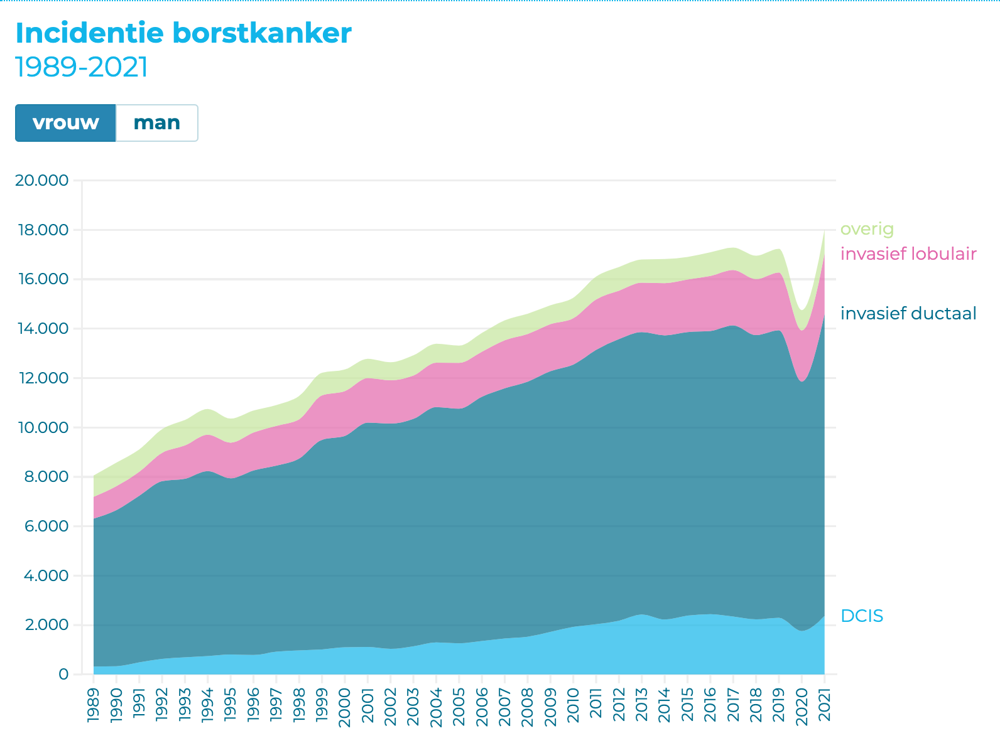 Incidentie borstkanker
1989-2021
vrouw man
20.000
18.000
16.000
14.000
12.000
10.000
8.000
6.000
4.000
2.000
0
overig
invasief lobulair
invasief ductaal
DCIS
1989 1990 1991 1992 1993 1994 1995 1996 1997 1998 1999 2000 2001 2002 2003 2004 2005 2006 2007 2008 2009 2010 2011 2012 2013 2014 2015 2016 2017 2018 2019 2020 2021